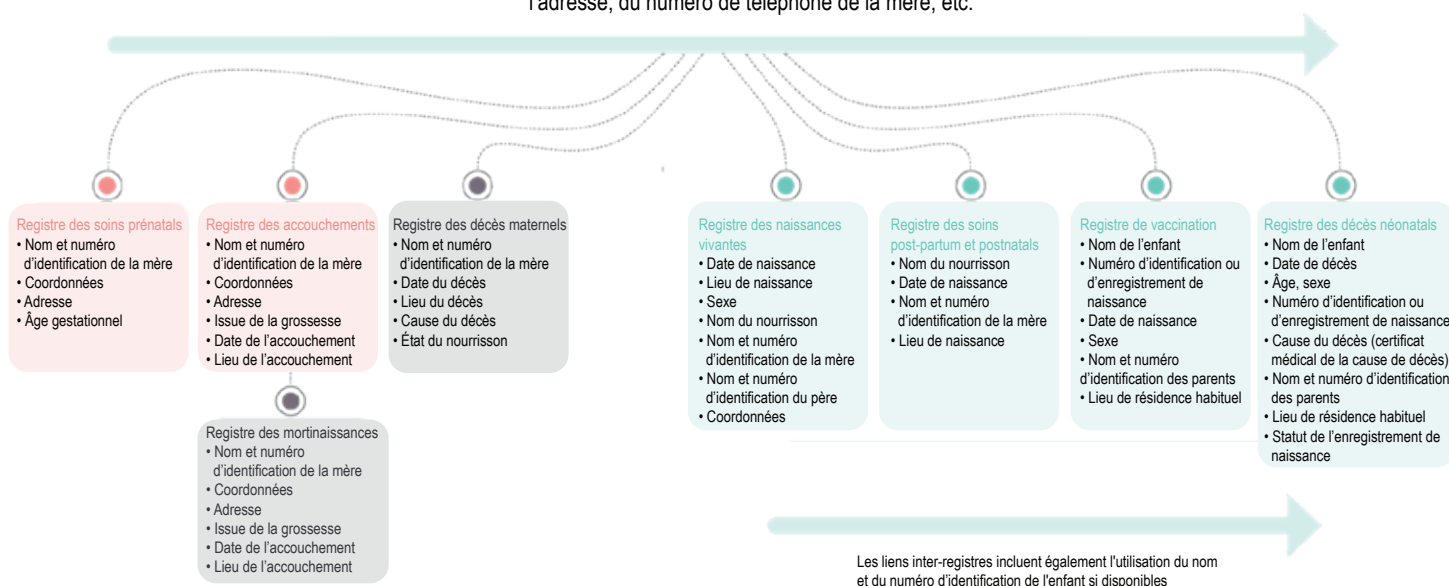 l'adresse, du numéro de téléphone de la mère, etc.
Registre des soins prénatals
• Nom et numéro
d'identification de la mère
• Coordonnées
• Adresse
• Âge gestationnel
Registre des accouchements
• Nom et numéro
d'identification de la mère
• Coordonnées
• Adresse
• Issue de la grossesse
• Date de l'accouchement
• Lieu de l'accouchement
Registre des mortinaissances
• Nom et numéro
d'identification de la mère
• Coordonnées
• Adresse
• Issue de la grossesse
• Date de l'accouchement
• Lieu de l'accouchement
Registre des décès maternels
• Nom et numéro
d'identification de la mère
• Date du décès
• Lieu du décès
• Cause du décès
• État du nourrisson
Registre des naissances
vivantes
• Date de naissance
• Lieu de naissance
• Sexe
• Nom du nourrisson
• Nom et numéro
d'identification de la mère
• Nom et numéro
d'identification du père
• Coordonnées
Registre des soins
post-partum et postnatals
• Nom du nourrisson
• Date de naissance
• Nom et numéro
d'identification de la mère
• Lieu de naissance
Registre de vaccination
• Nom de l'enfant
• Numéro d'identification ou
d'enregistrement de
naissance
• Date de naissance
• Sexe
• Nom et numéro
d'identification des parents
• Lieu de résidence habituel
Registre des décès néonatals
• Nom de l'enfant
• Date de décès
• Âge, sexe
• Numéro d'identification ou
d'enregistrement de naissance
• Cause du décès (certificat
médical de la cause de décès)
• Nom et numéro d'identification
des parents
• Lieu de résidence habituel
• Statut de l'enregistrement de
naissance
Les liens inter-registres incluent également l'utilisation du nom
et du numéro d'identification de l'enfant si disponibles